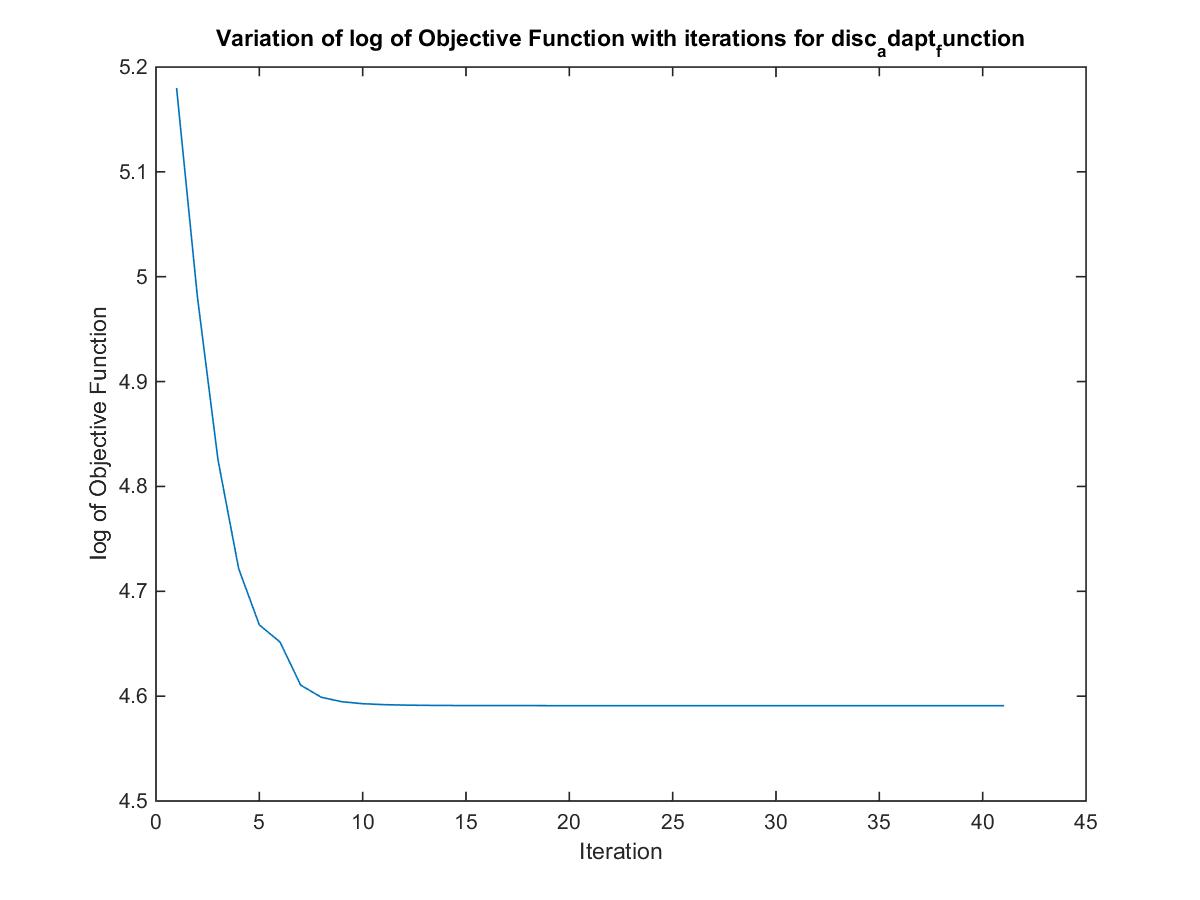 Variation of log of Objective Function with iterations for disc_adapt_function
5.2
5.1
5
4.9
4.8
4.7
4.6
4.5
log of Objective Function
0 5 10 15 20 25 30 35 40 45
Iteration